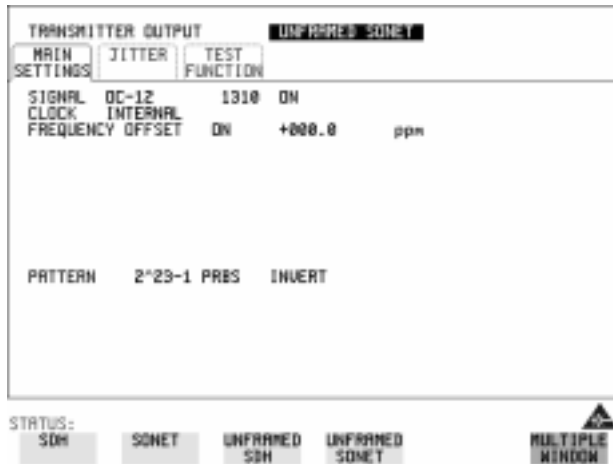 TRANSMITTER OUTPUT UNFRAMED SONET
MAIN SETTINGS JITTER TEST FUNCTION
SIGNAL OC-12 1310 ON
CLOCK INTERNAL
FREQUENCY OFFSET ON +000.0 ppm
PATTERN 2^23-1 PRBS INVERT
STATUS:
SDH SONET UNFRAMED SDH UNFRAMED SONET MULTIPLE WINDOW